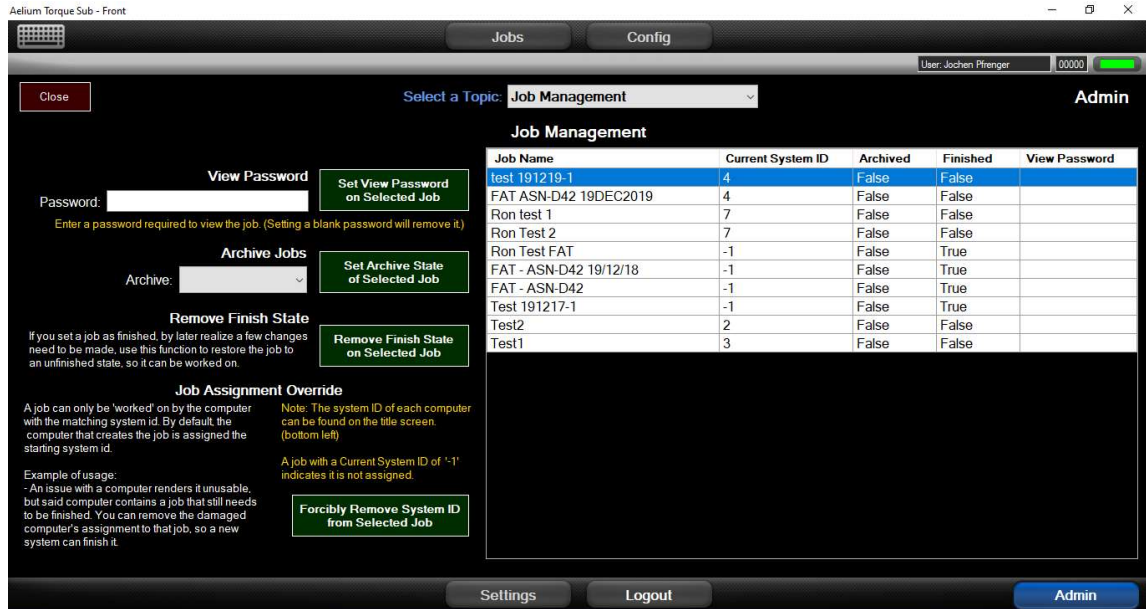 Aelium Torque Sub - Front
Jobs
Config
User: Jochen Pfrenger
00000
Close
Select a Topic: Job Management
Admin
Job Management
View Password
Password:
Set View Password
on Selected Job
Enter a password required to view the job. (Setting a blank password will remove it.)
Archive Jobs
Archive:
Set Archive State
of Selected Job
Remove Finish State
If you set a job as finished, by later realize a few changes
need to be made, use this function to restore the job to
an unfinished state, so it can be worked on.
Remove Finish State
on Selected Job
Job Assignment Override
A job can only be 'worked' on by the computer
with the matching system id. By default, the
computer that creates the job is assigned the
starting system id.
Example of usage:
- An issue with a computer renders it unusable,
but said computer contains a job that still needs
to be finished. You can remove the damaged
computer's assignment to that job, so a new
system can finish it.
Note: The system ID of each computer
can be found on the title screen.
(bottom left)
A job with a Current System ID of '-1'
indicates it is not assigned.
Forcibly Remove System ID
from Selected Job
Job Name Current System ID Archived Finished View Password
test 191219-1 4 False False
FAT ASN-D42 19DEC2019 4 False False
Ron test 1 7 False False
Ron Test 2 7 False False
Ron Test FAT -1 False True
FAT - ASN-D42 19/12/18 -1 False True
FAT - ASN-D42 -1 False True
Test 191217-1 -1 False True
Test2 2 False False
Test1 3 False False
Settings
Logout
Admin